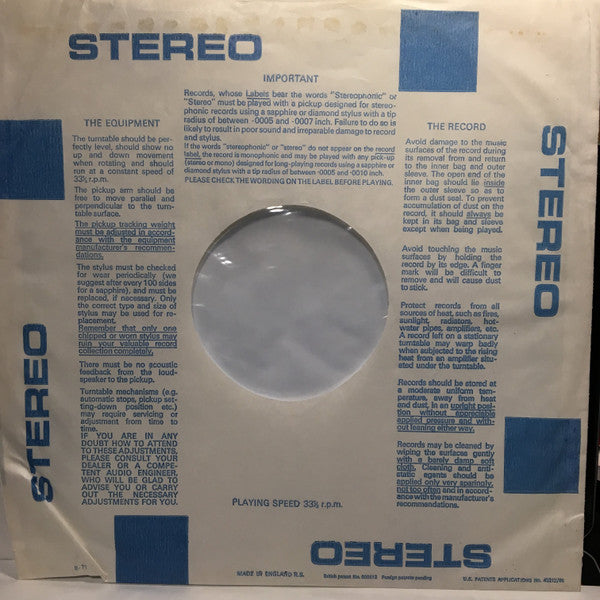 STEREO
IMPORTANT
Records, whose Labels bear the words "Stereophonic" or
"Stereo" must be played with a pickup designed for stereo-
phonic records using a sapphire or diamond stylus with a tip
radius of between ·0005 and ·0007 inch. Failure to do so is
likely to result in poor sound and irreparable damage to record
and stylus.
If the words "stereophonic" or "stereo" do not appear on the record
label, the record is monophonic and may be played with any pick-up
(stereo or mono) designed for long-playing records using a sapphire or
diamond stylus with a tip radius of between ·0005 and ·0010 inch.
PLEASE CHECK THE WORDING ON THE LABEL BEFORE PLAYING.
THE EQUIPMENT
The turntable should be per-
fectly level, should show no
up and down movement
when rotating and should
run at a constant speed of
33⅓ r.p.m.
The pickup arm should be
free to move parallel and
perpendicular to the turn-
table surface.
The pickup tracking weight
must be adjusted in accord-
ance with the equipment
manufacturer's recommen-
dations.
The stylus must be checked
for wear periodically (we
suggest after every 100 sides
for a sapphire), and must be
replaced, if necessary. Only
the correct type and size of
stylus may be used for re-
placement.
Remember that only one
chipped or worn stylus may
ruin your valuable record
collection completely.
There must be no acoustic
feedback from the loud-
speaker to the pickup.
Turntable mechanisms (e.g.
automatic stops, pickup set-
ting-down position etc.)
may require servicing or
adjustment from time to
time.
IF YOU ARE IN ANY
DOUBT HOW TO ATTEND
TO THESE ADJUSTMENTS,
PLEASE CONSULT YOUR
DEALER OR A COMPE-
TENT AUDIO ENGINEER,
WHO WILL BE GLAD TO
ADVISE YOU OR CARRY
OUT THE NECESSARY
ADJUSTMENTS FOR YOU.
THE RECORD
Avoid damage to the music
surfaces of the record during
its removal from and return
to the inner bag and outer
sleeve. The open end of the
inner bag should lie inside
the outer sleeve so as to
form a dust seal. To prevent
accumulation of dust on the
record, it should always be
kept in its bag and sleeve
except when being played.
Avoid touching the music
surfaces by holding the
record by its edge. A finger
mark will be difficult to
remove and will cause dust
to stick.
Protect records from all
sources of heat, such as fires,
sunlight, radiators, hot-
water pipes, amplifiers, etc.
A record left on a stationary
turntable may warp badly
when subjected to the rising
heat from an amplifier situ-
ated under the turntable.
Records should be stored at
a moderate uniform tem-
perature, away from heat
and dust, in an upright posi-
tion without appreciable
applied pressure and with-
out leaning either way.
Records may be cleaned by
wiping the surfaces gently
with a barely damp soft
cloth. Cleaning and anti-
static agents should be
applied only very sparingly,
not too often and in accord-
ance with the manufacturer's
recommendations.
STEREO
STEREO
PLAYING SPEED 33⅓ r.p.m.
STEREO
MADE IN ENGLAND R.S.
Foreign patents pending